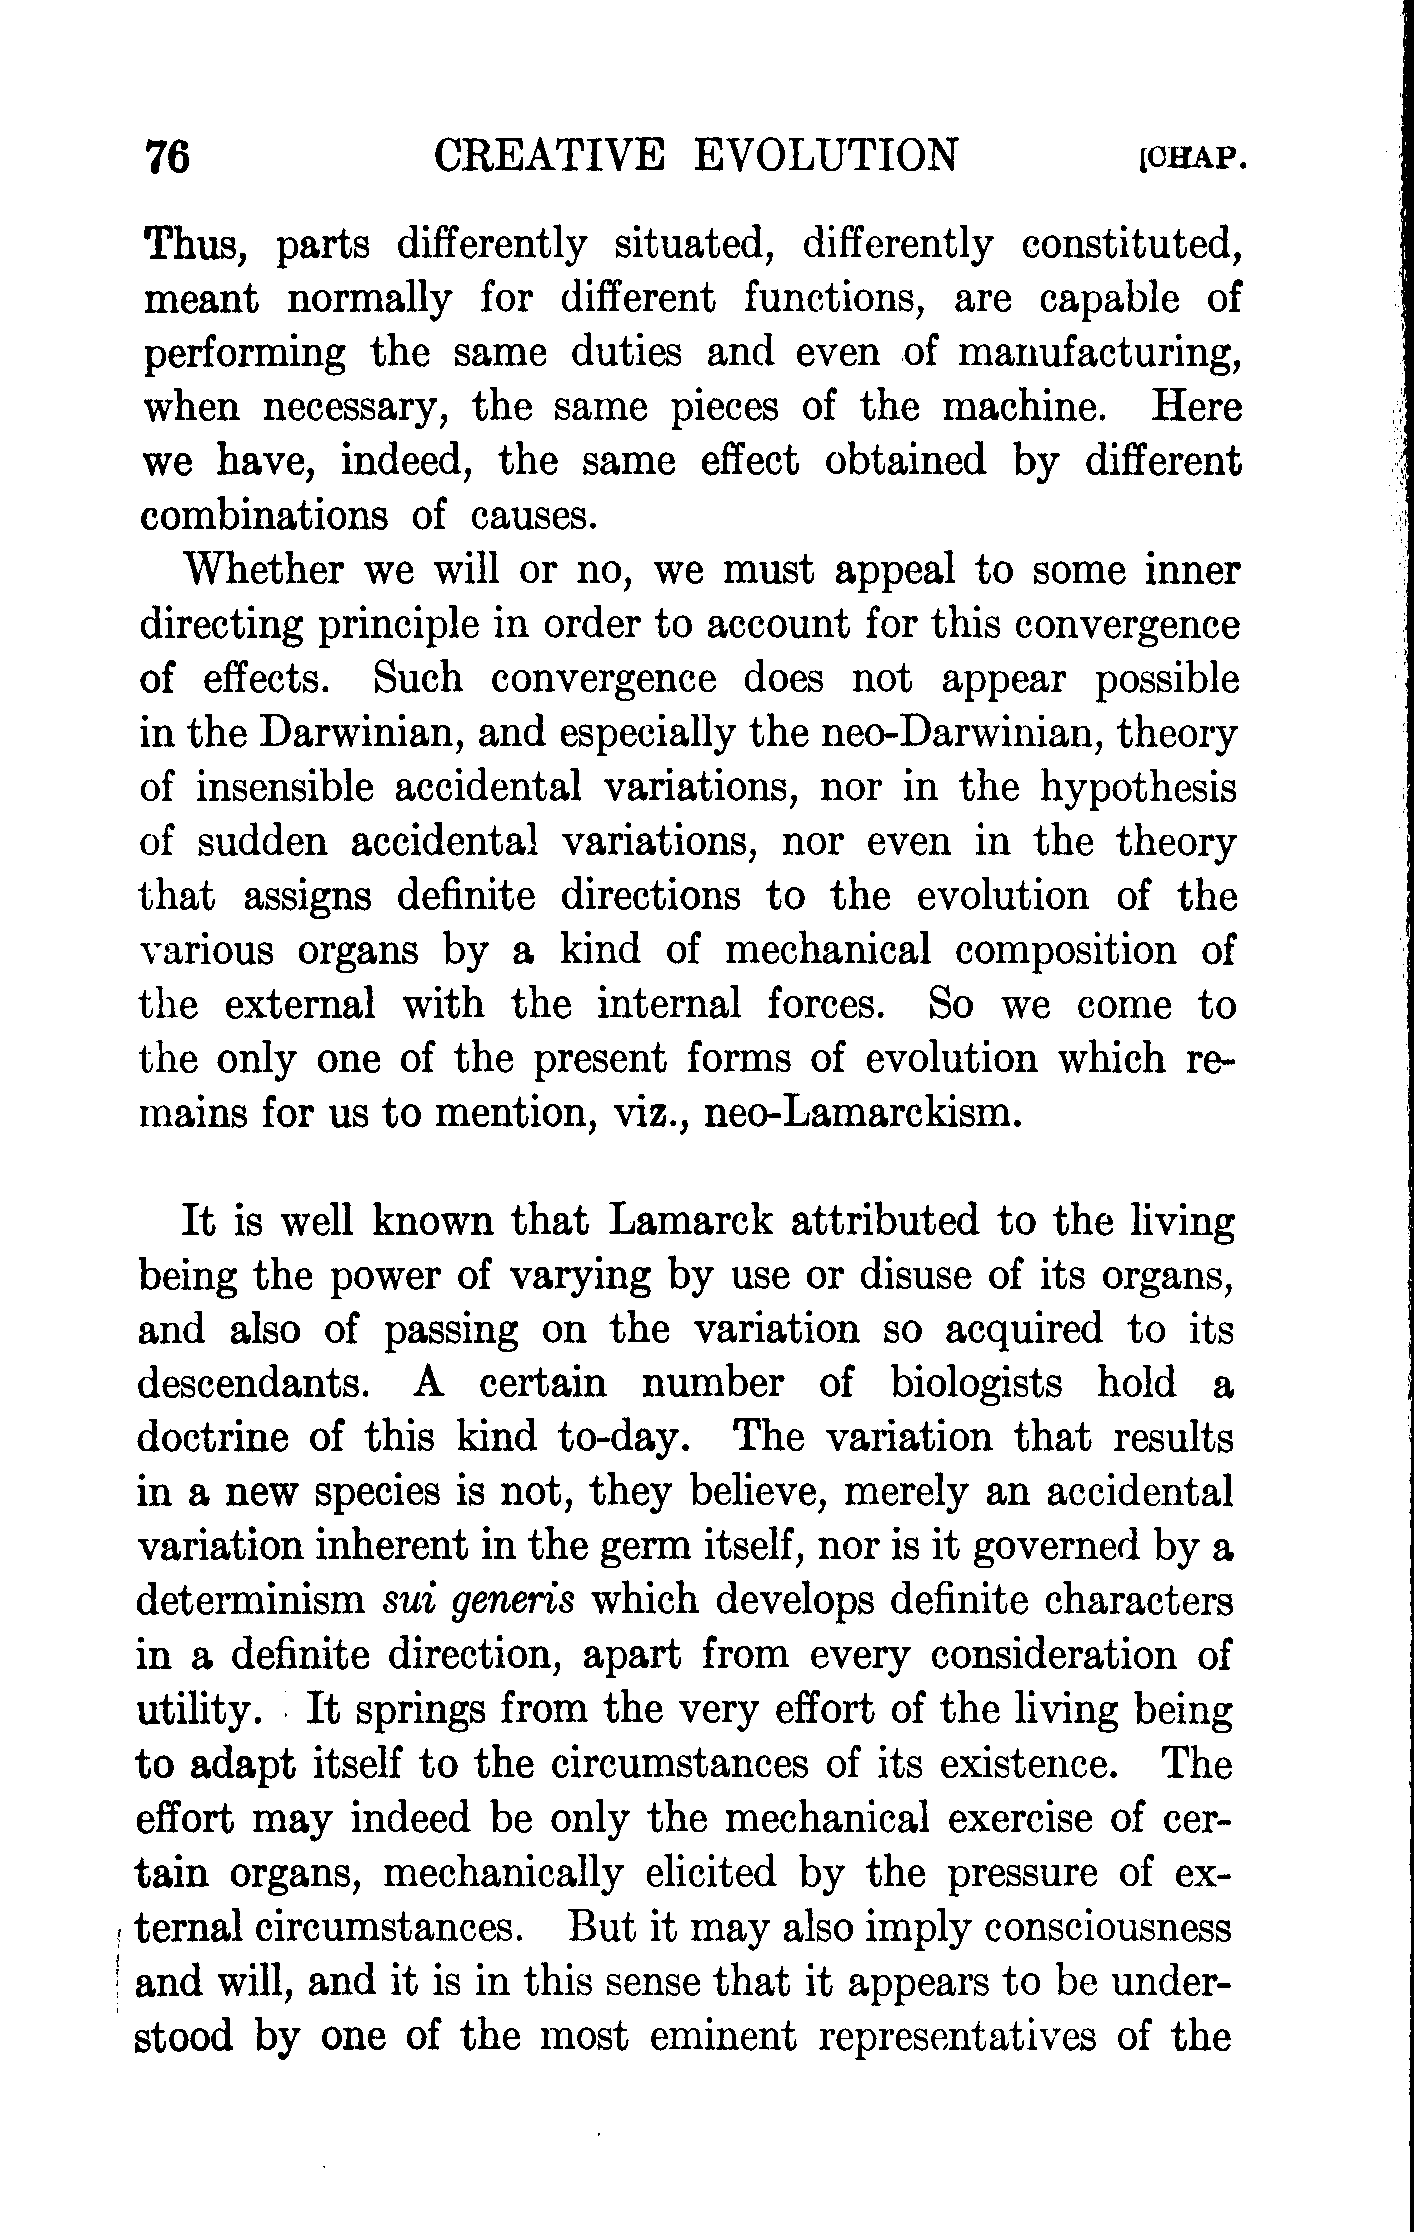 76 CREATIVE EVOLUTION [CHAP.
Thus, parts differently situated, differently constituted,
meant normally for different functions, are capable of
performing the same duties and even of manufacturing,
when necessary, the same pieces of the machine. Here
we have, indeed, the same effect obtained by different
combinations of causes.
Whether we will or no, we must appeal to some inner
directing principle in order to account for this convergence
of effects. Such convergence does not appear possible
in the Darwinian, and especially the neo-Darwinian, theory
of insensible accidental variations, nor in the hypothesis
of sudden accidental variations, nor even in the theory
that assigns definite directions to the evolution of the
various organs by a kind of mechanical composition of
the external with the internal forces. So we come to
the only one of the present forms of evolution which re-
mains for us to mention, viz., neo-Lamarckism.
It is well known that Lamarck attributed to the living
being the power of varying by use or disuse of its organs,
and also of passing on the variation so acquired to its
descendants. A certain number of biologists hold a
doctrine of this kind to-day. The variation that results
in a new species is not, they believe, merely an accidental
variation inherent in the germ itself, nor is it governed by a
determinism sui generis which develops definite characters
in a definite direction, apart from every consideration of
utility. It springs from the very effort of the living being
to adapt itself to the circumstances of its existence. The
effort may indeed be only the mechanical exercise of cer-
tain organs, mechanically elicited by the pressure of ex-
ternal circumstances. But it may also imply consciousness
and will, and it is in this sense that it appears to be under-
stood by one of the most eminent representatives of the